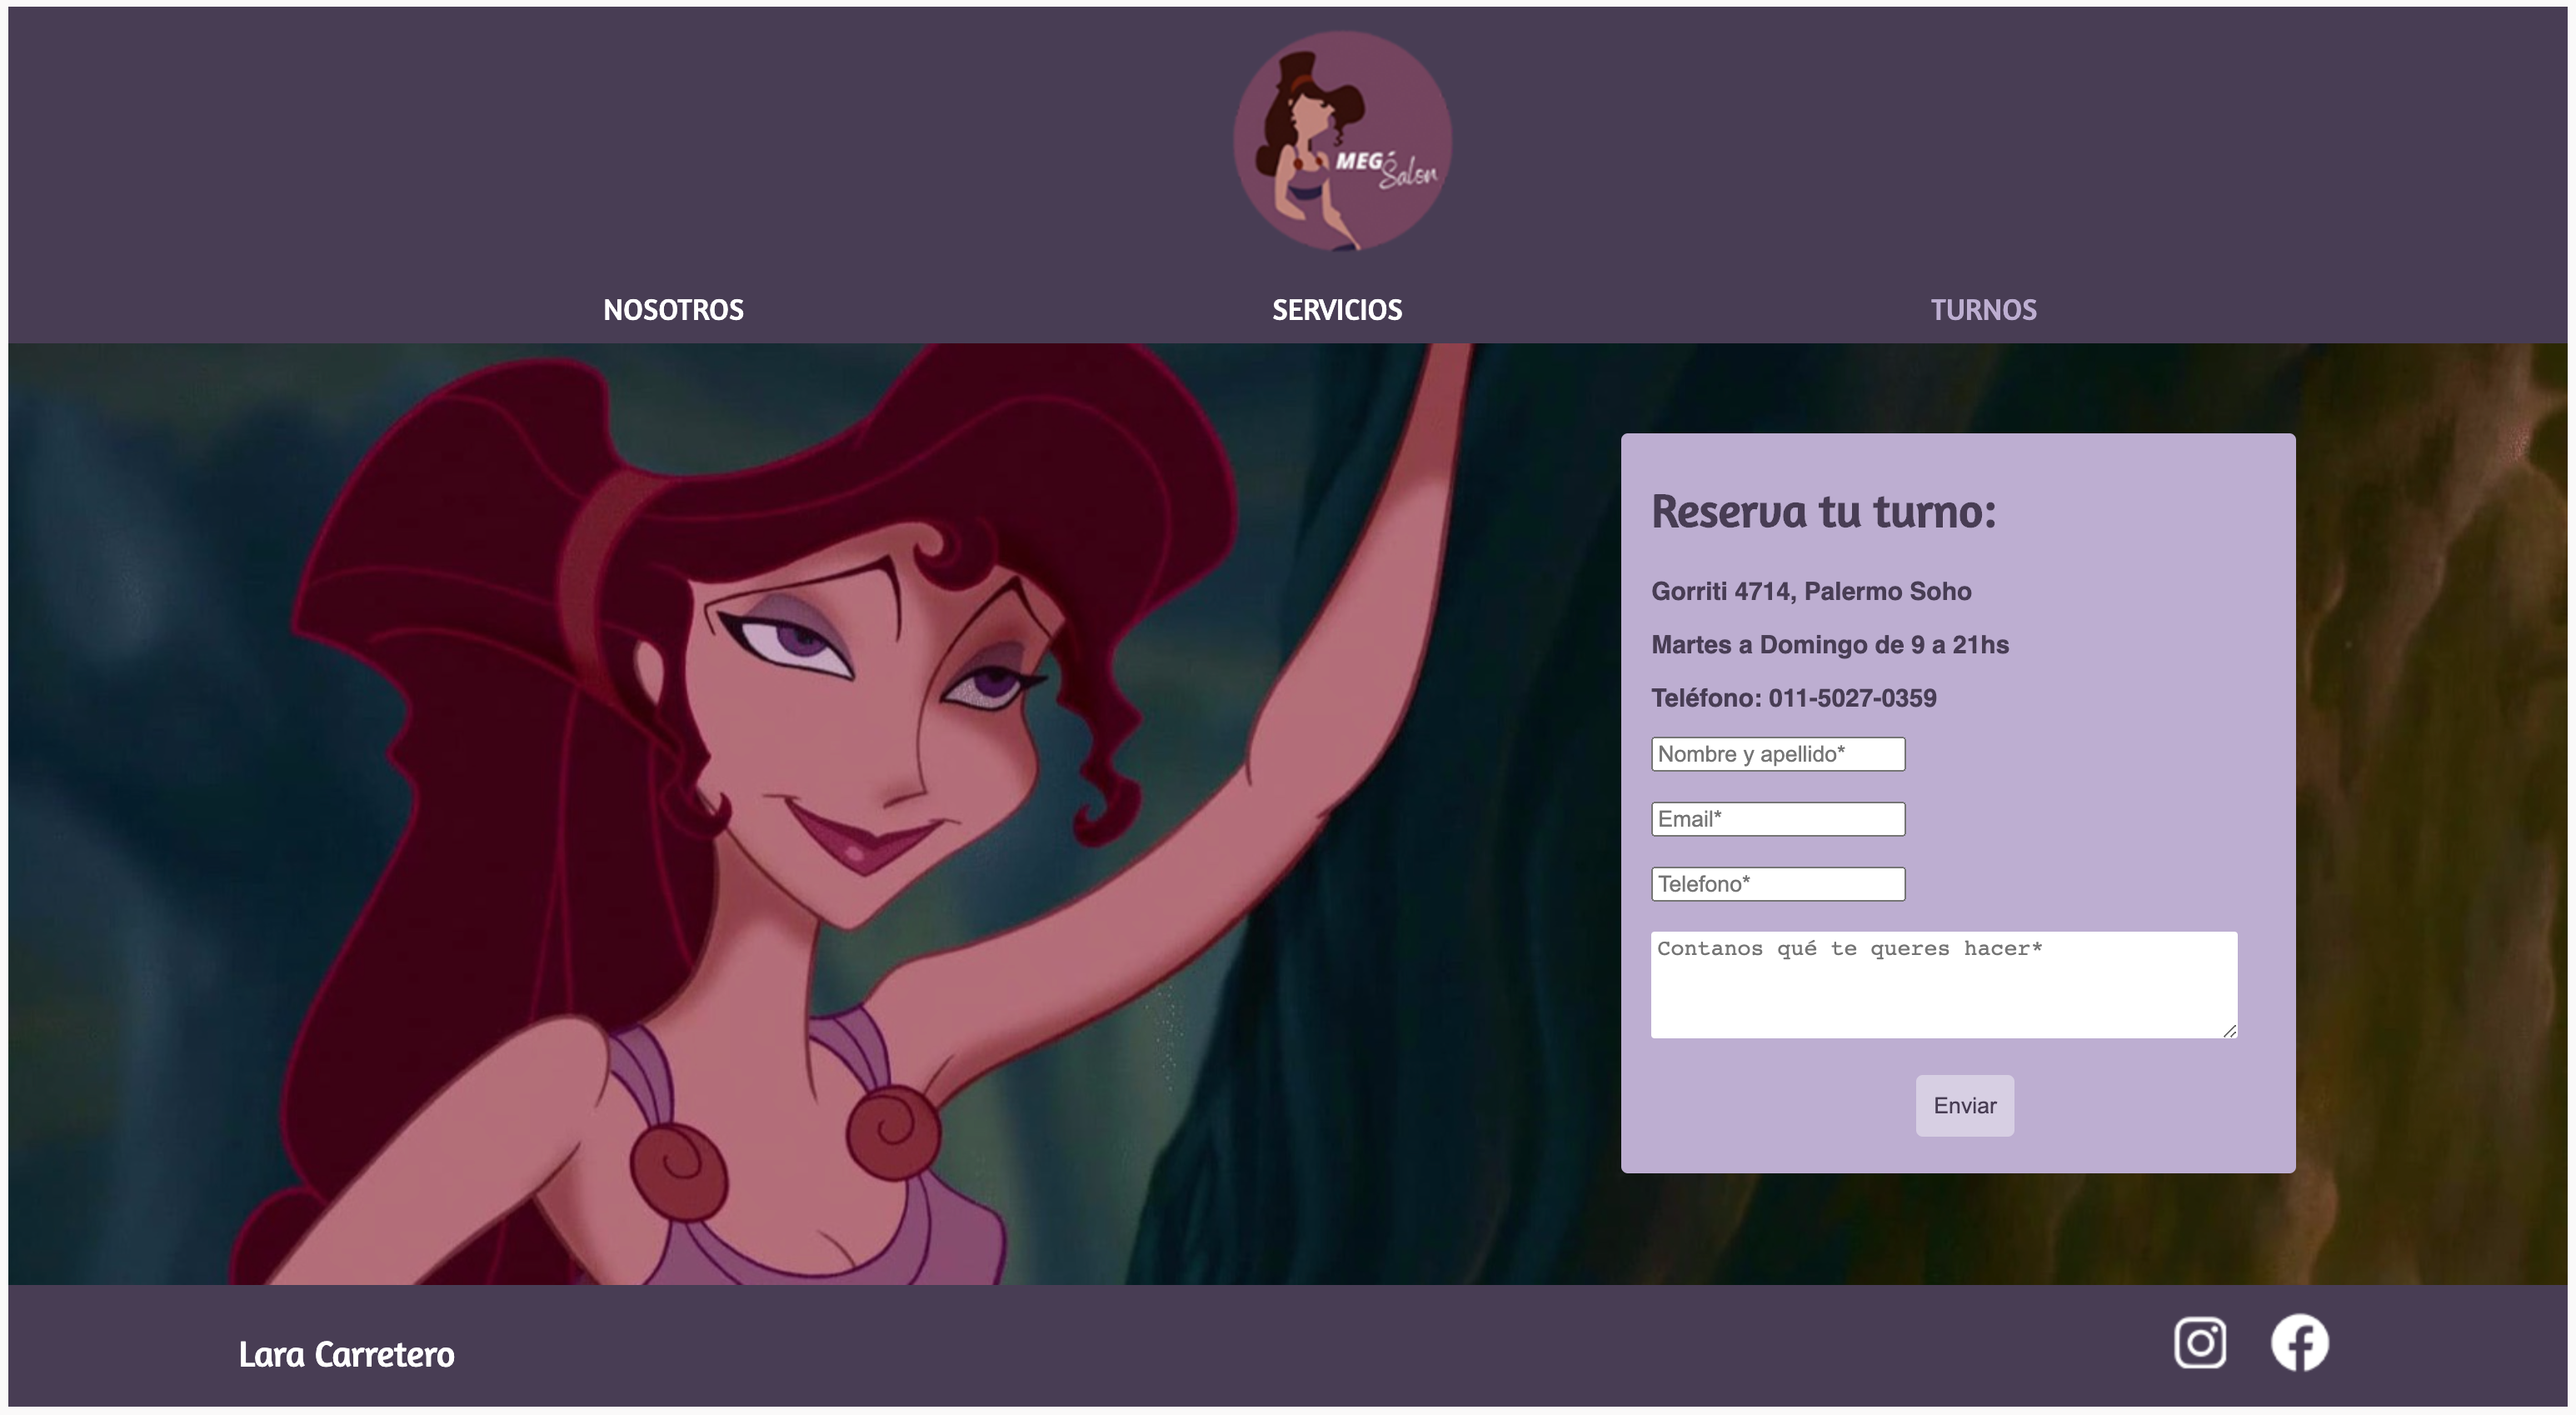 MEG´
Salon
NOSOTROS
SERVICIOS
TURNOS
Reserva tu turno:
Gorriti 4714, Palermo Soho
Martes a Domingo de 9 a 21hs
Teléfono: 011-5027-0359
Nombre y apellido*
Email*
Telefono*
Contanos qué te queres hacer*
Enviar
Lara Carretero